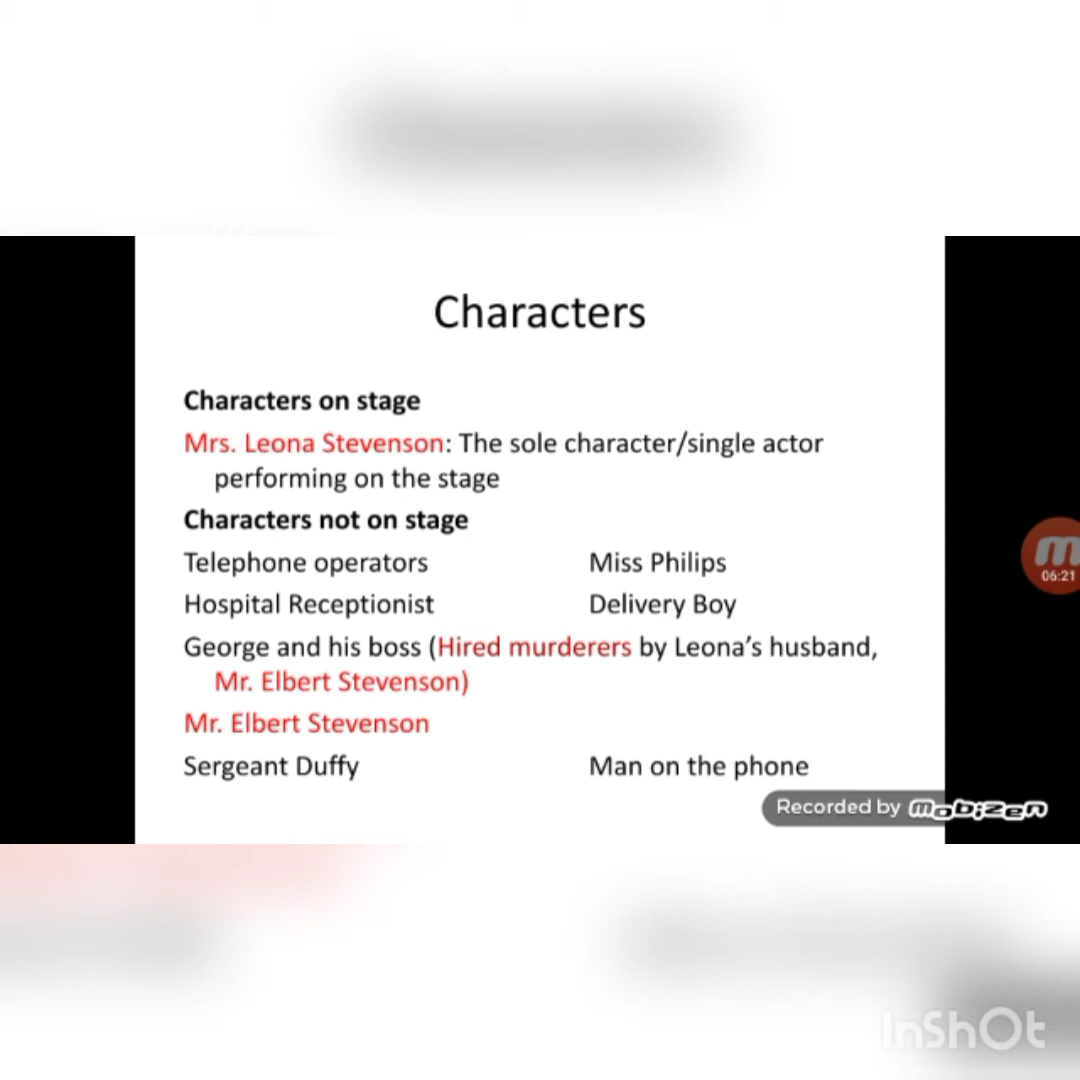 Characters
Characters on stage
Mrs. Leona Stevenson: The sole character/single actor
performing on the stage
Characters not on stage
Telephone operators Miss Philips
Hospital Receptionist Delivery Boy
George and his boss (Hired murderers by Leona's husband,
Mr. Elbert Stevenson)
Mr. Elbert Stevenson
Sergeant Duffy Man on the phone
06:21
Recorded by mobizen
InShOt